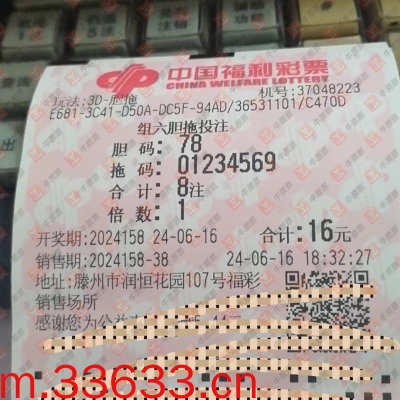 中国福利彩票
CHINA WELFARE LOTTERY
玩法:3D-胆拖 机号:37048223
E681-3C41-D50A-DC5F-94AD/36531101/C470D
组六胆拖投注
胆 码: 78
拖 码: 01234569
合 计: 8注
倍 数: 1
开奖期:2024158 24-06-16 合计:16元
销售期:2024158-38 24-06-16 18:32:27
地址:滕州市润恒花园107号福彩
销售场所
感谢您为公益
m.33633.cn